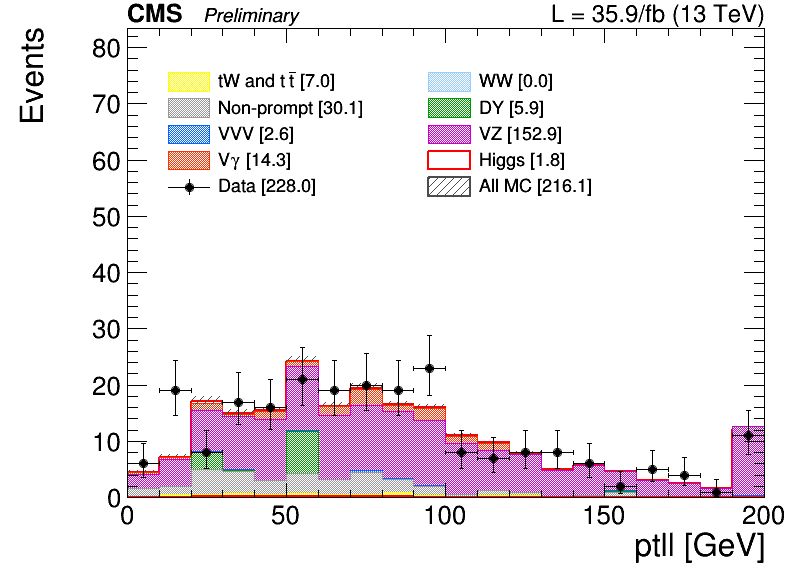 CMS Preliminary L = 35.9/fb (13 TeV)
Events
80
70
60
50
40
30
20
10
0
tW and t t̄ [7.0] WW [0.0]
Non-prompt [30.1] DY [5.9]
VVV [2.6] VZ [152.9]
Vγ [14.3] Higgs [1.8]
Data [228.0] All MC [216.1]
0 50 100 150 200
ptll [GeV]